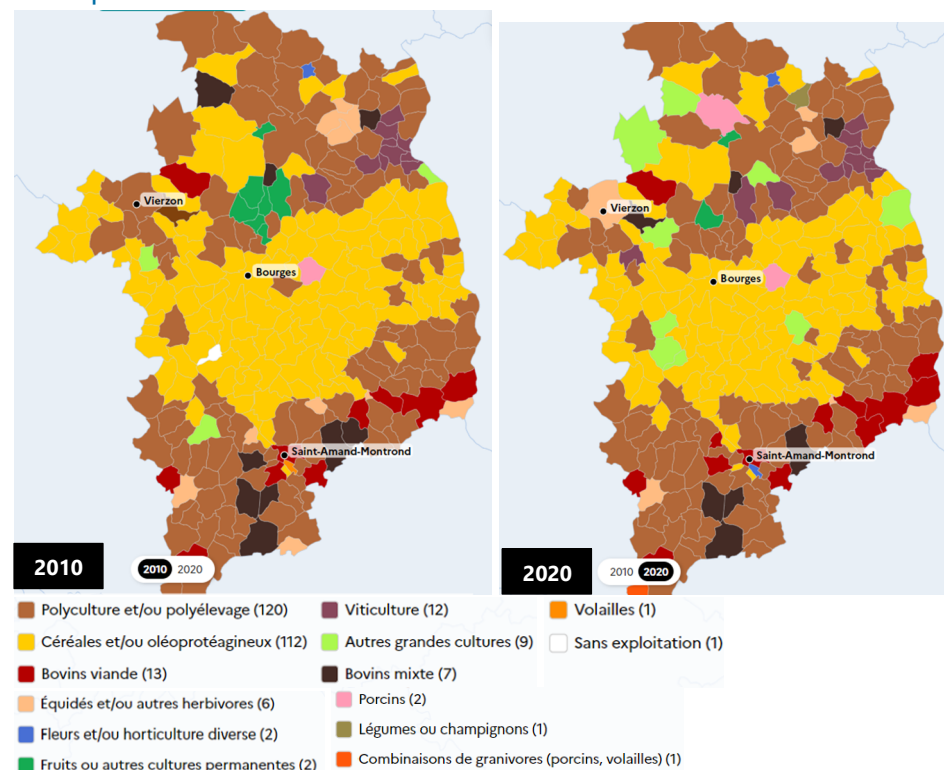 Vierzon
Bourges
Saint-Amand-Montrond
2010
2010 2020
Vierzon
Bourges
Saint-Amand-Montrond
2020
2010 2020
Polyculture et/ou polyélevage (120)
Céréales et/ou oléoprotéagineux (112)
Bovins viande (13)
Équidés et/ou autres herbivores (6)
Fleurs et/ou horticulture diverse (2)
Fruits ou autres cultures permanentes (2)
Viticulture (12)
Autres grandes cultures (9)
Bovins mixte (7)
Porcins (2)
Légumes ou champignons (1)
Combinaisons de granivores (porcins, volailles) (1)
Volailles (1)
Sans exploitation (1)